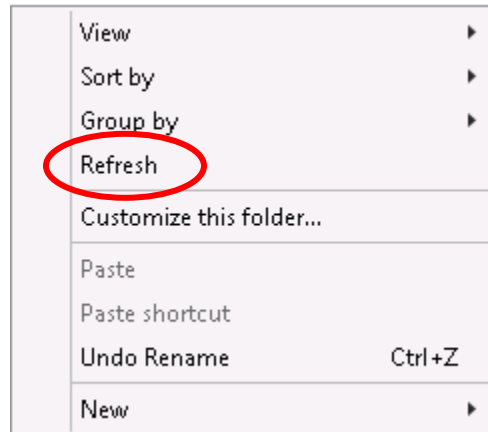 View
Sort by
Group by
Refresh
Customize this folder...
Paste
Paste shortcut
Undo Rename Ctrl+Z
New